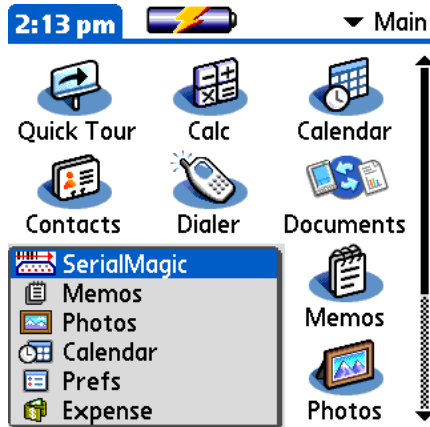 2:13 pm
Main
Quick Tour
Calc
Calendar
Contacts
Dialer
Documents
SerialMagic
Memos
Photos
Calendar
Prefs
Expense
Memos
Photos